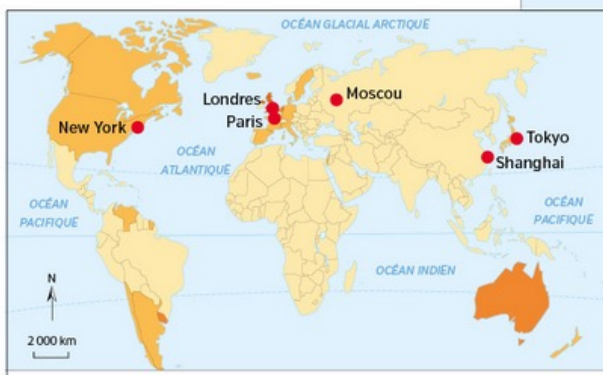 OCÉAN GLACIAL ARCTIQUE
Londres
Moscou
New York
Paris
Tokyo
Shanghai
OCÉAN
ATLANTIQUE
OCÉAN
PACIFIQUE
OCÉAN
PACIFIQUE
OCÉAN INDIEN
N
2 000 km